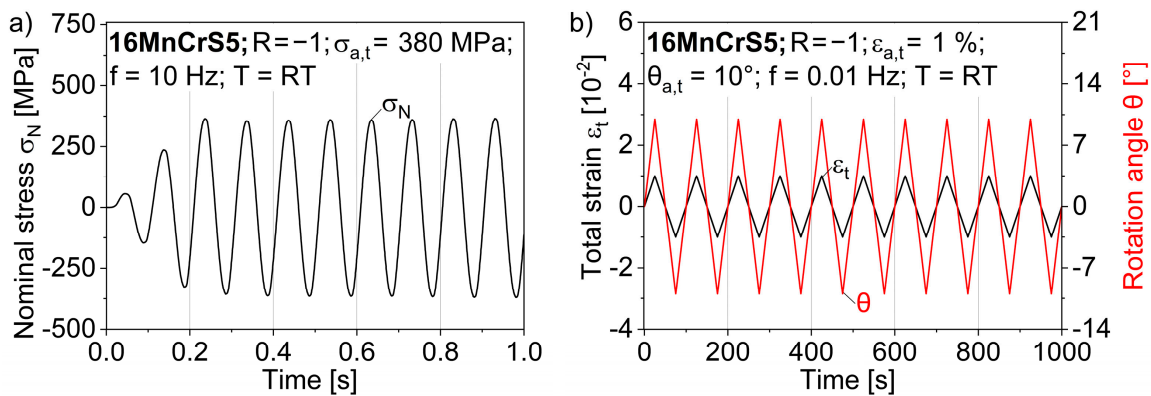 a)
16MnCrS5; R = −1; σa,t = 380 MPa;
f = 10 Hz; T = RT
Nominal stress σN [MPa]
750
500
250
0
-250
-500
σN
0.0 0.2 0.4 0.6 0.8 1.0
Time [s]
b)
16MnCrS5; R = −1; εa,t = 1 %;
θa,t = 10°; f = 0.01 Hz; T = RT
Total strain εt [10-2]
6
4
2
0
-2
-4
εt
θ
0 200 400 600 800 1000
Time [s]
21
14
7
0
-7
-14
Rotation angle θ [°]